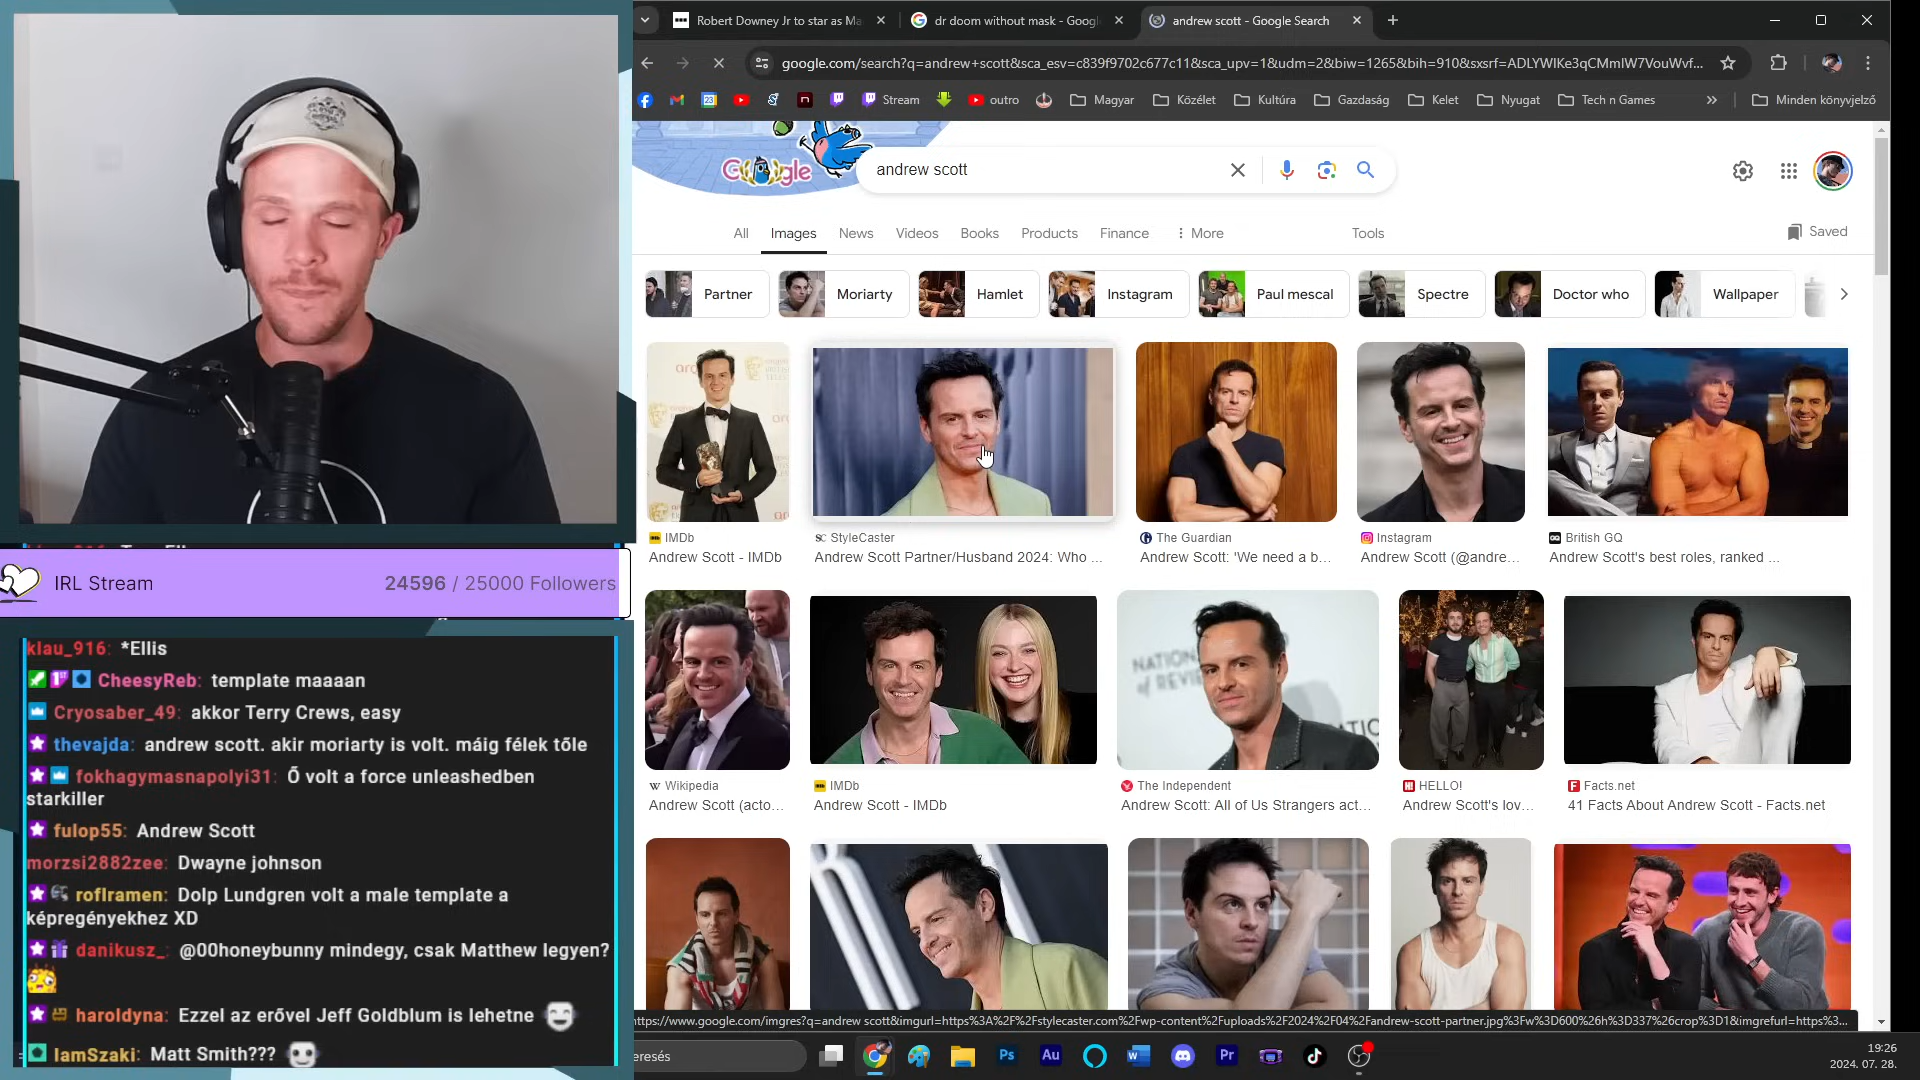 Robert Downey Jr to star as Ma
dr doom without mask - Googl
andrew scott - Google Search
google.com/search?q=andrew+scott&sca_esv=c839f9702c677c11&sca_upv=1&udm=2&biw=1265&bih=910&sxsrf=ADLYWIKe3qCMmIW7VouWvf...
Stream
outro
Magyar
Közélet
Kultúra
Gazdaság
Kelet
Nyugat
Tech n Games
Minden könyvjelző
Google
andrew scott
All
Images
News
Videos
Books
Products
Finance
More
Tools
Saved
Partner
Moriarty
Hamlet
Instagram
Paul mescal
Spectre
Doctor who
Wallpaper
IMDb
Andrew Scott - IMDb
StyleCaster
Andrew Scott Partner/Husband 2024: Who ...
The Guardian
Andrew Scott: 'We need a b...
Instagram
Andrew Scott (@andre...
British GQ
Andrew Scott's best roles, ranked ...
Wikipedia
Andrew Scott (acto...
IMDb
Andrew Scott - IMDb
The Independent
Andrew Scott: All of Us Strangers act...
HELLO!
Andrew Scott's lov...
Facts.net
41 Facts About Andrew Scott - Facts.net
https://www.google.com/imgres?q=andrew scott&imgurl=https%3A%2F%2Fstylecaster.com%2Fwp-content%2Fuploads%2F2024%2F04%2Fandrew-scott-partner.jpg%3Fw%3D600%26h%3D337%26crop%3D1&imgrefurl=https%3...
eresés
19:26
2024. 07. 28.
IRL Stream
24596 / 25000 Followers
klau_916: *Ellis
CheesyReb: template maaaan
Cryosaber_49: akkor Terry Crews, easy
thevajda: andrew scott. akir moriarty is volt. máig félek tőle
fokhagymasnapolyi31: Ő volt a force unleashedben
starkiller
fulop55: Andrew Scott
morzsi2882zee: Dwayne johnson
roflramen: Dolp Lundgren volt a male template a
képregényekhez XD
danikusz_: @00honeybunny mindegy, csak Matthew legyen?
haroldyna: Ezzel az erővel Jeff Goldblum is lehetne
IamSzaki: Matt Smith???